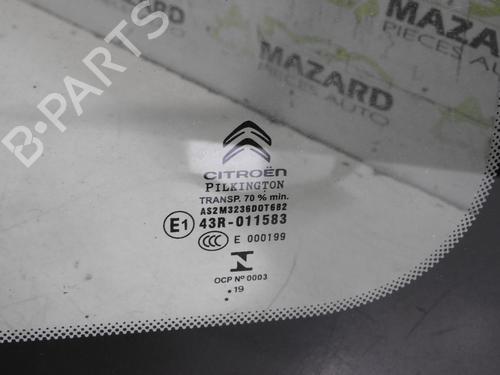 MAZARD
PIECES AUTO
MAZARD
PIECES AUTO
B-PARTS
CITROËN
PILKINGTON
TRANSP. 70 % min.
AS2M3236DOT682
E1 43R-011583
CCC E 000199
N
OCP Nº 0003
. 19